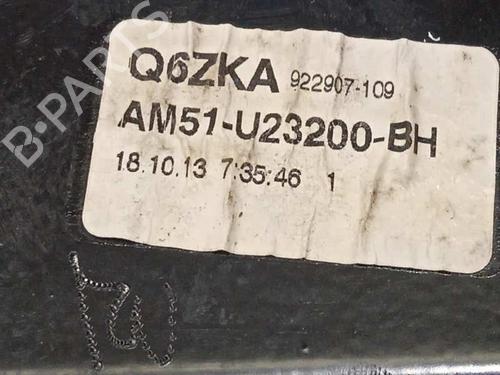 Q6ZKA 922907-109
AM51-U23200-BH
18.10.13 7:35:46 1
B-PARTS